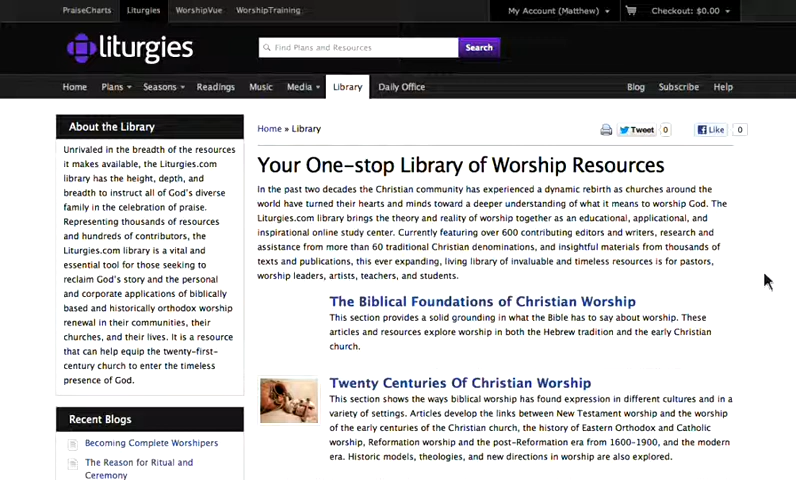 PraiseCharts Liturgies WorshipVue WorshipTraining My Account (Matthew) Checkout: $0.00
liturgies Find Plans and Resources Search
Home Plans Seasons Readings Music Media Library Daily Office Blog Subscribe Help
About the Library
Unrivaled in the breadth of the resources
it makes available, the Liturgies.com
library has the height, depth, and
breadth to instruct all of God's diverse
family in the celebration of praise.
Representing thousands of resources
and hundreds of contributors, the
Liturgies.com library is a vital and
essential tool for those seeking to
reclaim God's story and the personal
and corporate applications of biblically
based and historically orthodox worship
renewal in their communities, their
churches, and their lives. It is a resource
that can help equip the twenty-first-
century church to enter the timeless
presence of God.
Recent Blogs
Becoming Complete Worshipers
The Reason for Ritual and
Ceremony
Home » Library Tweet 0 Like 0
Your One-stop Library of Worship Resources
In the past two decades the Christian community has experienced a dynamic rebirth as churches around the
world have turned their hearts and minds toward a deeper understanding of what it means to worship God. The
Liturgies.com library brings the theory and reality of worship together as an educational, applicational, and
inspirational online study center. Currently featuring over 600 contributing editors and writers, research and
assistance from more than 60 traditional Christian denominations, and insightful materials from thousands of
texts and publications, this ever expanding, living library of invaluable and timeless resources is for pastors,
worship leaders, artists, teachers, and students.
The Biblical Foundations of Christian Worship
This section provides a solid grounding in what the Bible has to say about worship. These
articles and resources explore worship in both the Hebrew tradition and the early Christian
church.
Twenty Centuries Of Christian Worship
This section shows the ways biblical worship has found expression in different cultures and in a
variety of settings. Articles develop the links between New Testament worship and the worship
of the early centuries of the Christian church, the history of Eastern Orthodox and Catholic
worship, Reformation worship and the post-Reformation era from 1600-1900, and the modern
era. Historic models, theologies, and new directions in worship are also explored.